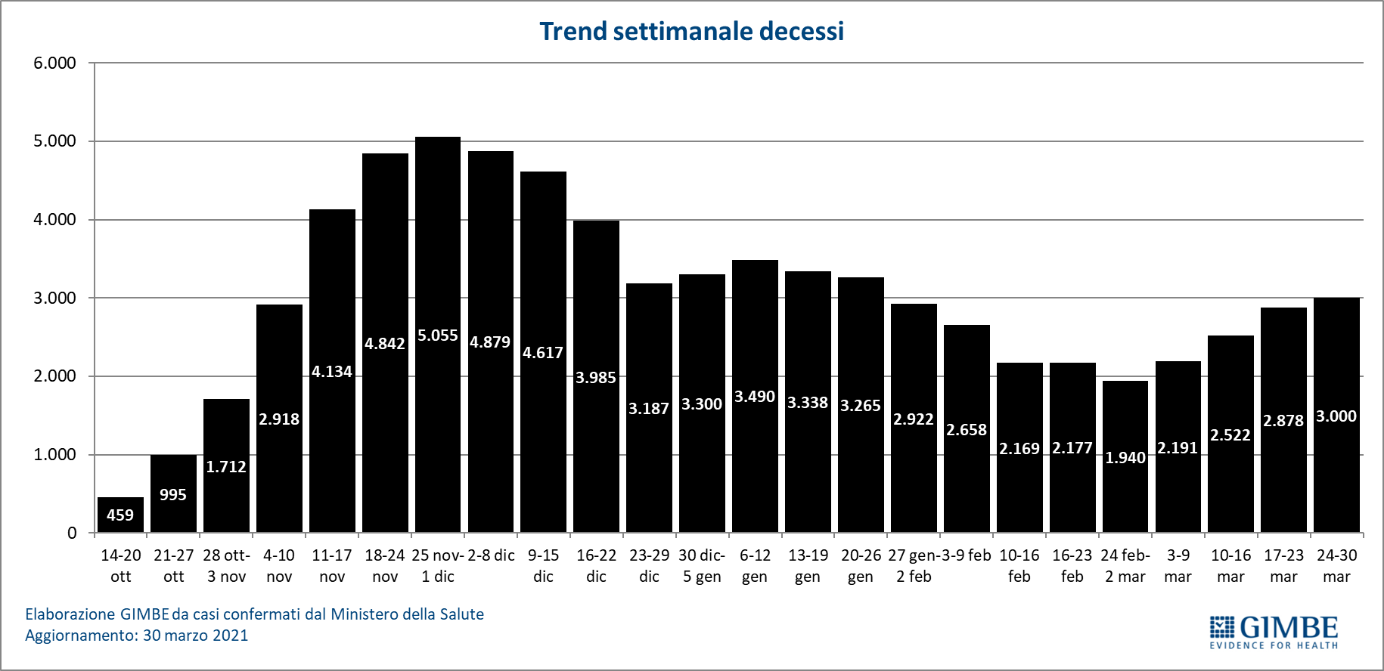 Trend settimanale decessi
6.000
5.000
4.000
3.000
2.000
1.000
0
459
995
1.712
2.918
4.134
4.842
5.055
4.879
4.617
3.985
3.187
3.300
3.490
3.338
3.265
2.922
2.658
2.169
2.177
1.940
2.191
2.522
2.878
3.000
14-20 ott
21-27 ott
28 ott-3 nov
4-10 nov
11-17 nov
18-24 nov
25 nov-1 dic
2-8 dic
9-15 dic
16-22 dic
23-29 dic
30 dic-5 gen
6-12 gen
13-19 gen
20-26 gen
27 gen-2 feb
3-9 feb
10-16 feb
16-23 feb
24 feb-2 mar
3-9 mar
10-16 mar
17-23 mar
24-30 mar
Elaborazione GIMBE da casi confermati dal Ministero della Salute
Aggiornamento: 30 marzo 2021
GIMBE
EVIDENCE FOR HEALTH